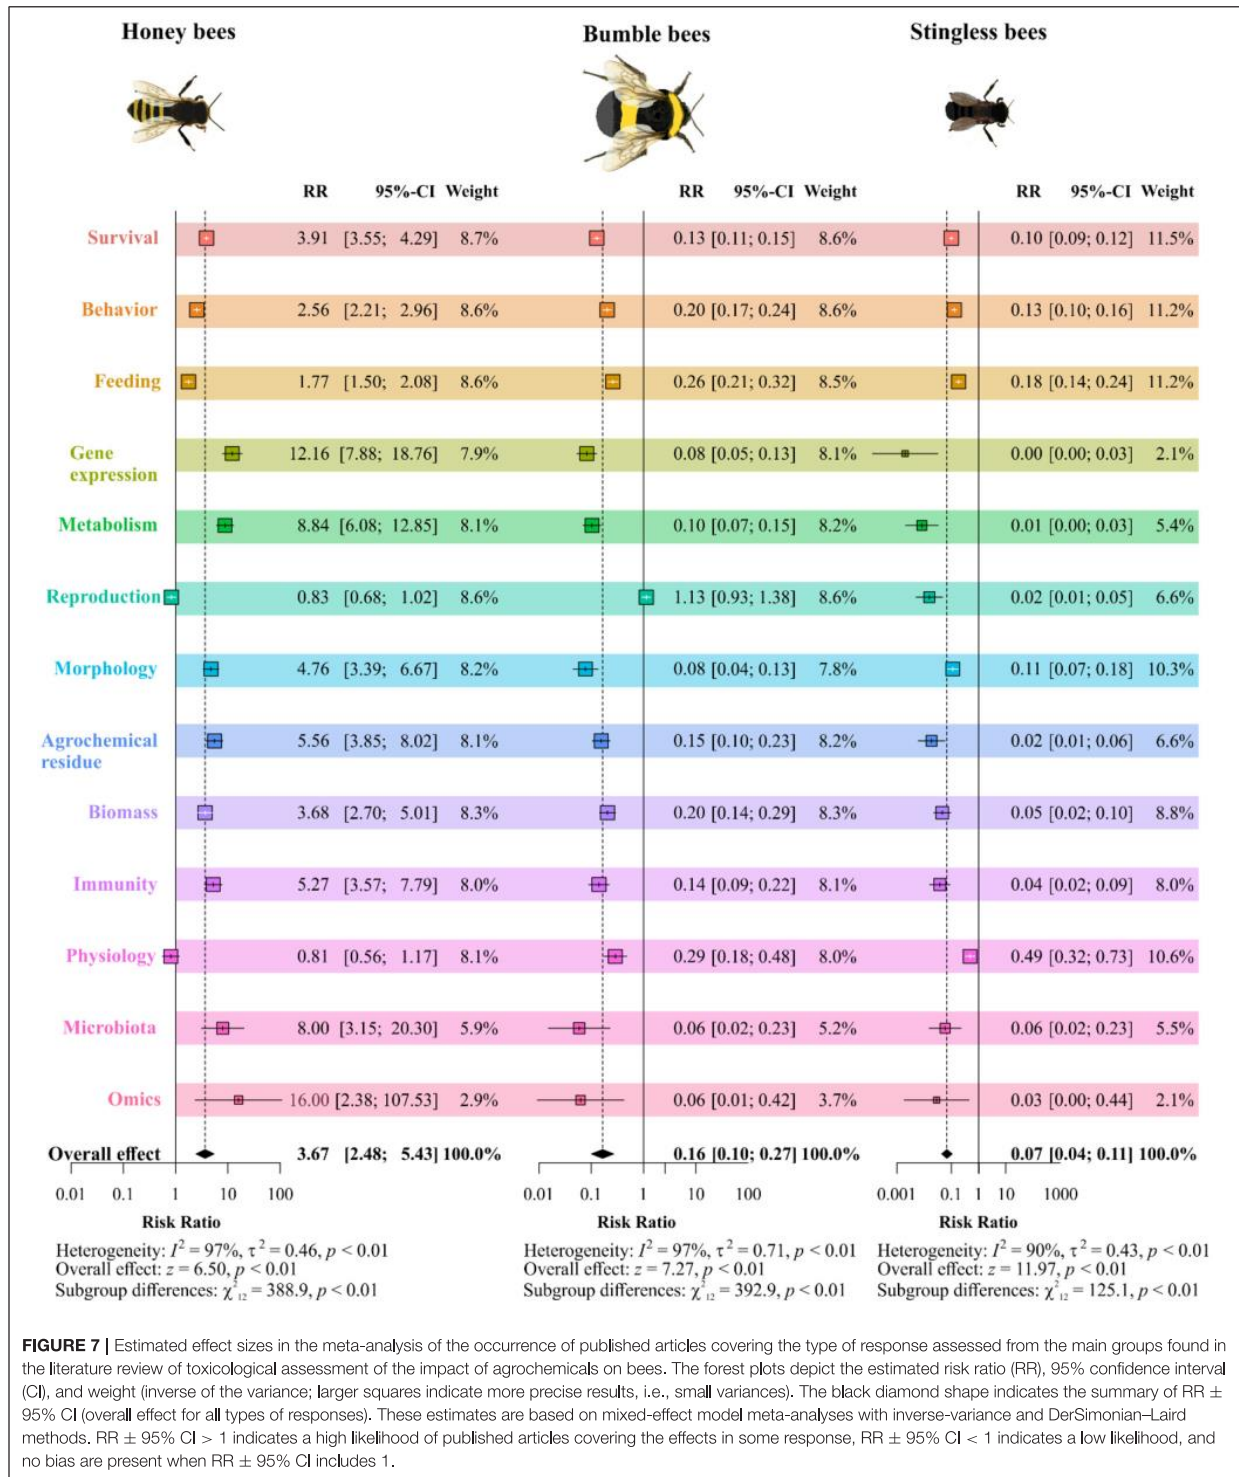 Honey bees Bumble bees Stingless bees
RR 95%-CI Weight RR 95%-CI Weight RR 95%-CI Weight
Survival 3.91 [3.55; 4.29] 8.7% 0.13 [0.11; 0.15] 8.6% 0.10 [0.09; 0.12] 11.5%
Behavior 2.56 [2.21; 2.96] 8.6% 0.20 [0.17; 0.24] 8.6% 0.13 [0.10; 0.16] 11.2%
Feeding 1.77 [1.50; 2.08] 8.6% 0.26 [0.21; 0.32] 8.5% 0.18 [0.14; 0.24] 11.2%
Gene
expression 12.16 [7.88; 18.76] 7.9% 0.08 [0.05; 0.13] 8.1% 0.00 [0.00; 0.03] 2.1%
Metabolism 8.84 [6.08; 12.85] 8.1% 0.10 [0.07; 0.15] 8.2% 0.01 [0.00; 0.03] 5.4%
Reproduction 0.83 [0.68; 1.02] 8.6% 1.13 [0.93; 1.38] 8.6% 0.02 [0.01; 0.05] 6.6%
Morphology 4.76 [3.39; 6.67] 8.2% 0.08 [0.04; 0.13] 7.8% 0.11 [0.07; 0.18] 10.3%
Agrochemical
residue 5.56 [3.85; 8.02] 8.1% 0.15 [0.10; 0.23] 8.2% 0.02 [0.01; 0.06] 6.6%
Biomass 3.68 [2.70; 5.01] 8.3% 0.20 [0.14; 0.29] 8.3% 0.05 [0.02; 0.10] 8.8%
Immunity 5.27 [3.57; 7.79] 8.0% 0.14 [0.09; 0.22] 8.1% 0.04 [0.02; 0.09] 8.0%
Physiology 0.81 [0.56; 1.17] 8.1% 0.29 [0.18; 0.48] 8.0% 0.49 [0.32; 0.73] 10.6%
Microbiota 8.00 [3.15; 20.30] 5.9% 0.06 [0.02; 0.23] 5.2% 0.06 [0.02; 0.23] 5.5%
Omics 16.00 [2.38; 107.53] 2.9% 0.06 [0.01; 0.42] 3.7% 0.03 [0.00; 0.44] 2.1%
Overall effect 3.67 [2.48; 5.43] 100.0% 0.16 [0.10; 0.27] 100.0% 0.07 [0.04; 0.11] 100.0%
0.01 0.1 1 10 100 0.01 0.1 1 10 100 0.001 0.1 1 10 1000
Risk Ratio Risk Ratio Risk Ratio
Heterogeneity: I² = 97%, τ² = 0.46, p < 0.01 Heterogeneity: I² = 97%, τ² = 0.71, p < 0.01 Heterogeneity: I² = 90%, τ² = 0.43, p < 0.01
Overall effect: z = 6.50, p < 0.01 Overall effect: z = 7.27, p < 0.01 Overall effect: z = 11.97, p < 0.01
Subgroup differences: χ²₁₂ = 388.9, p < 0.01 Subgroup differences: χ²₁₂ = 392.9, p < 0.01 Subgroup differences: χ²₁₂ = 125.1, p < 0.01
FIGURE 7 | Estimated effect sizes in the meta-analysis of the occurrence of published articles covering the type of response assessed from the main groups found in
the literature review of toxicological assessment of the impact of agrochemicals on bees. The forest plots depict the estimated risk ratio (RR), 95% confidence interval
(CI), and weight (inverse of the variance; larger squares indicate more precise results, i.e., small variances). The black diamond shape indicates the summary of RR ±
95% CI (overall effect for all types of responses). These estimates are based on mixed-effect model meta-analyses with inverse-variance and DerSimonian–Laird
methods. RR ± 95% CI > 1 indicates a high likelihood of published articles covering the effects in some response, RR ± 95% CI < 1 indicates a low likelihood, and
no bias are present when RR ± 95% CI includes 1.